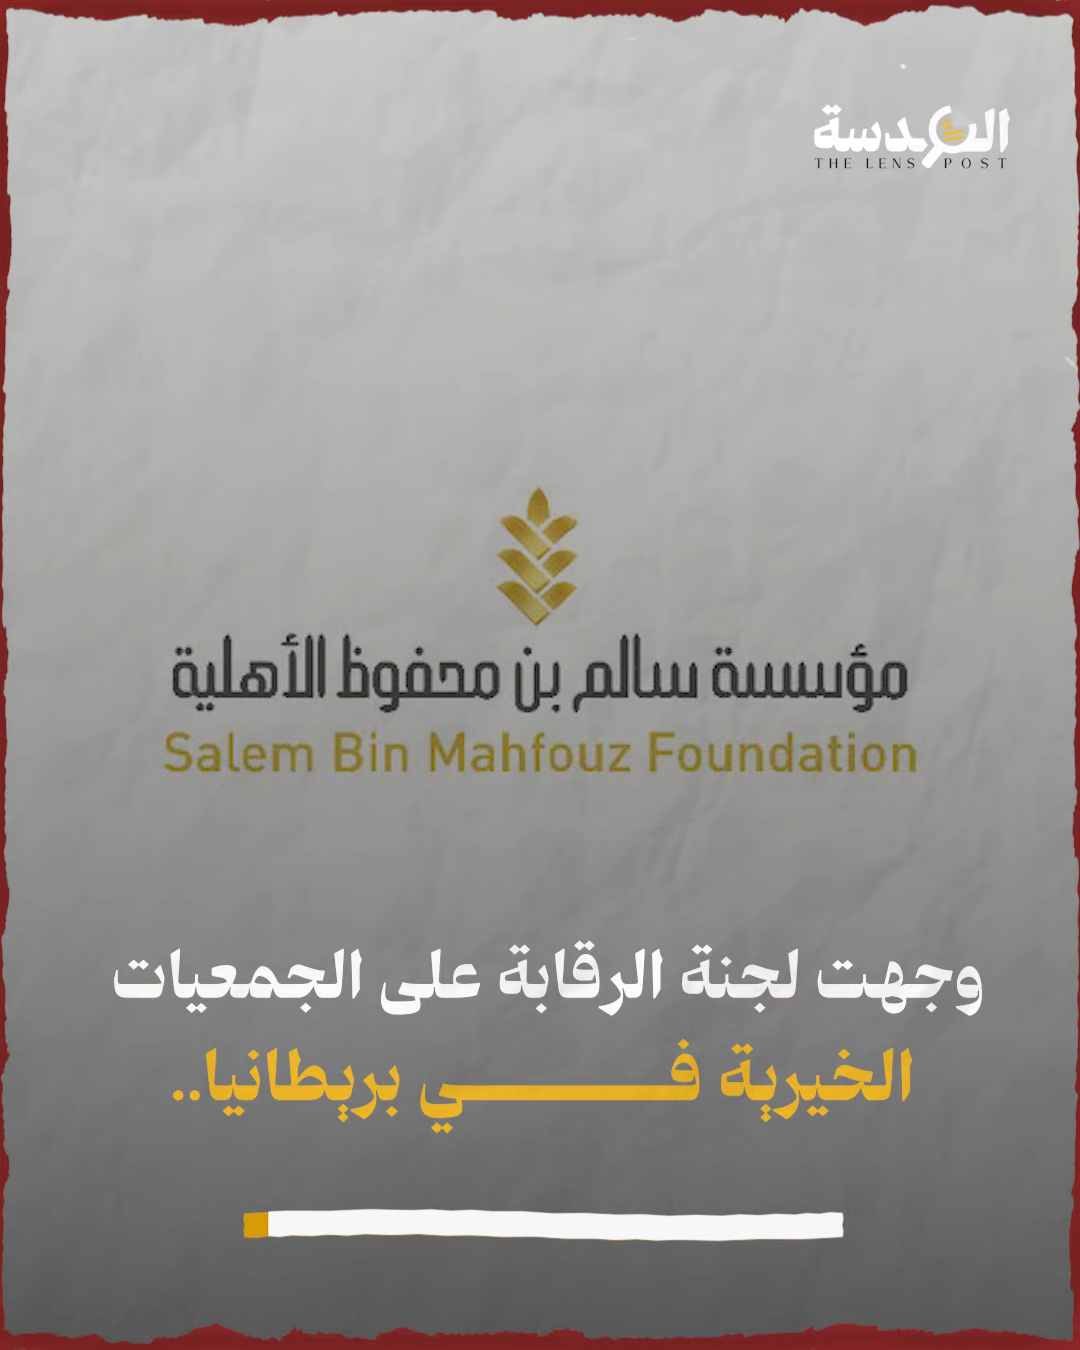 العدسة
THE LENS POST
مؤسسة سالم بن محفوظ الأهلية
Salem Bin Mahfouz Foundation
وجهت لجنة الرقابة على الجمعيات
الخيرية فـــــي بريطانيا..